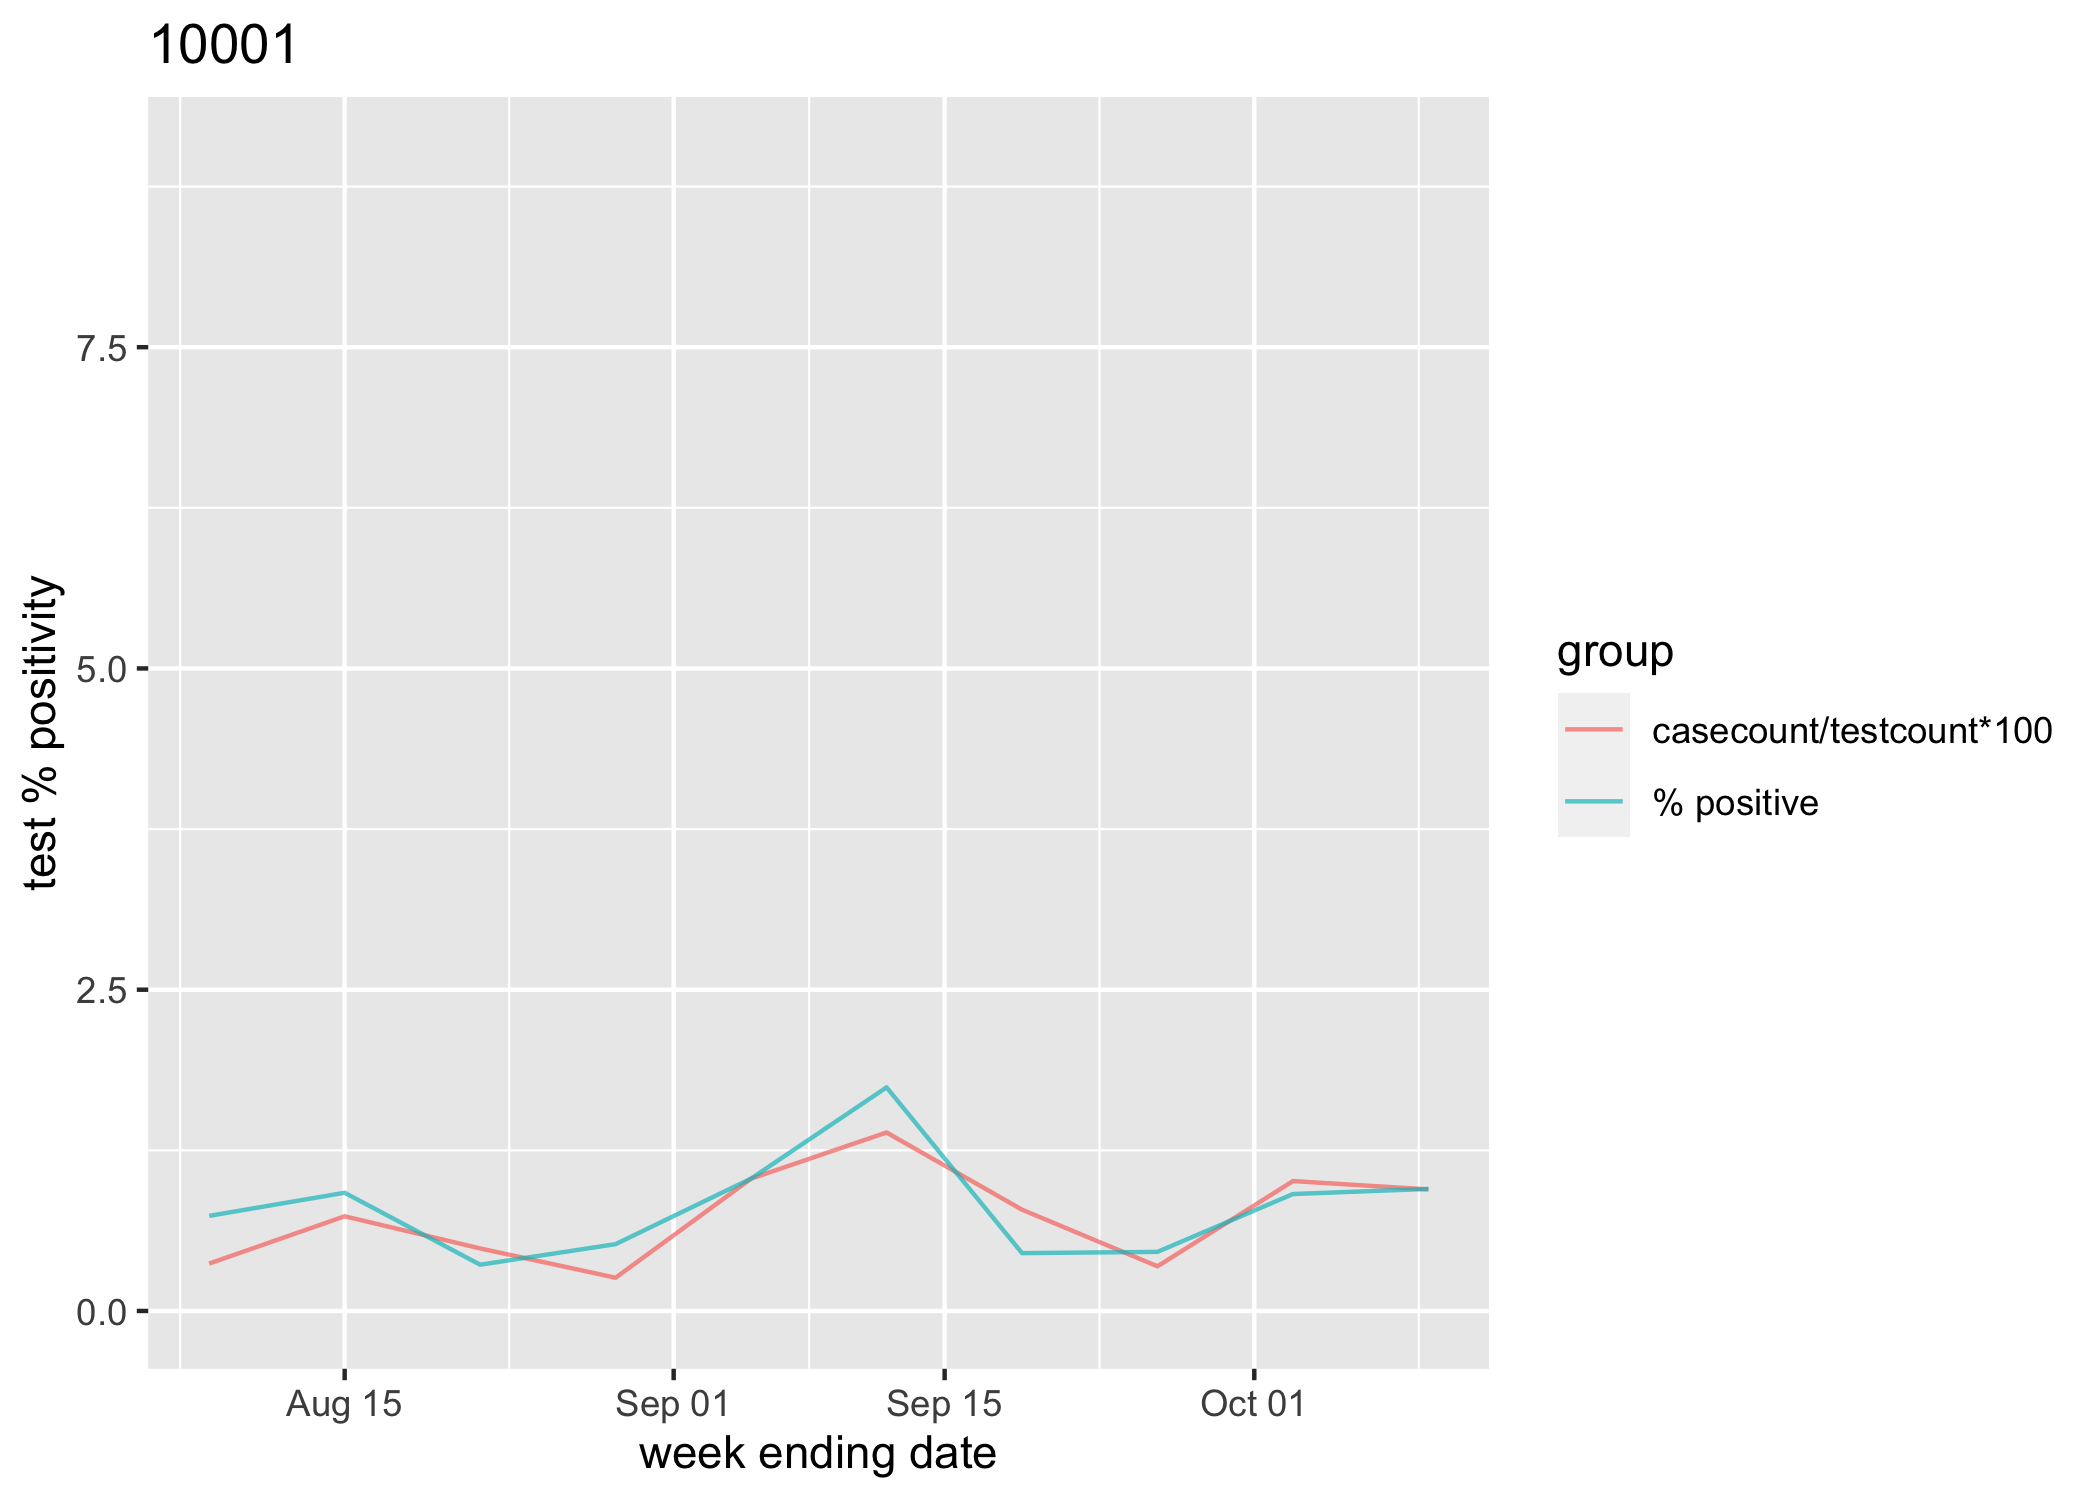 10001
test % positivity
7.5
5.0
2.5
0.0
Aug 15
Sep 01
Sep 15
Oct 01
week ending date
group
casecount/testcount*100
% positive